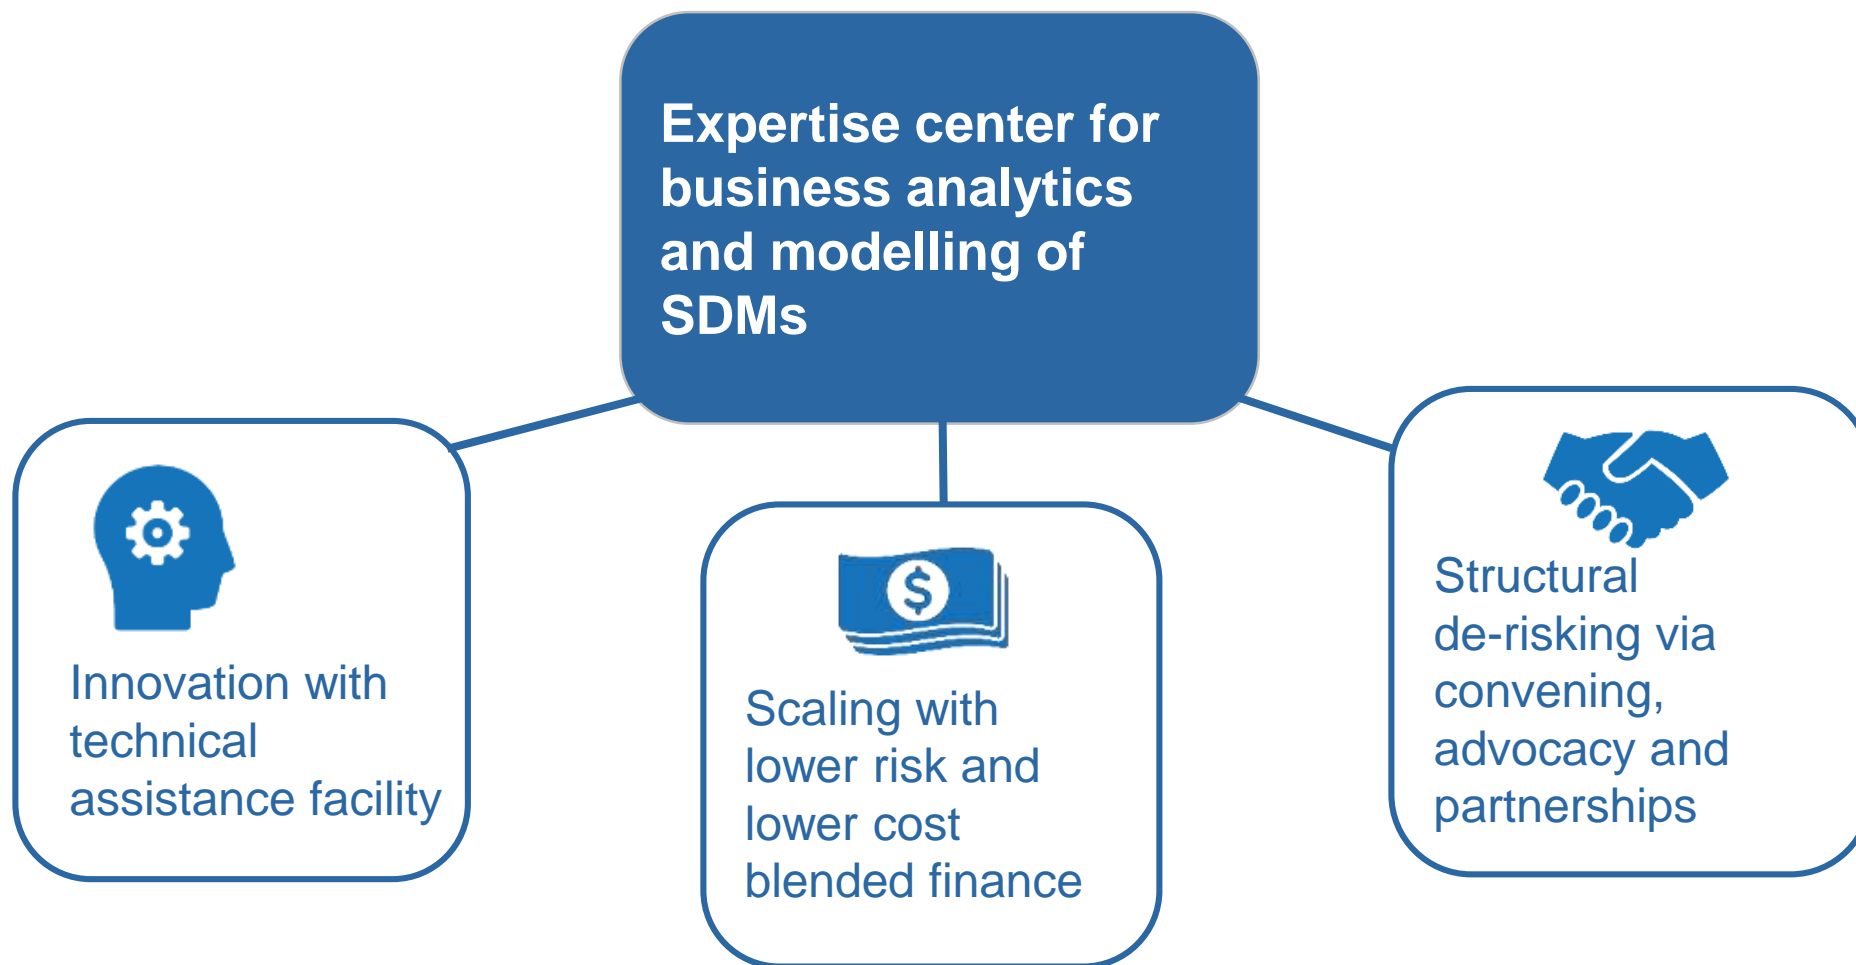 Expertise center for
business analytics
and modelling of
SDMs
Innovation with
technical
assistance facility
$
Scaling with
lower risk and
lower cost
blended finance
Structural
de-risking via
convening,
advocacy and
partnerships